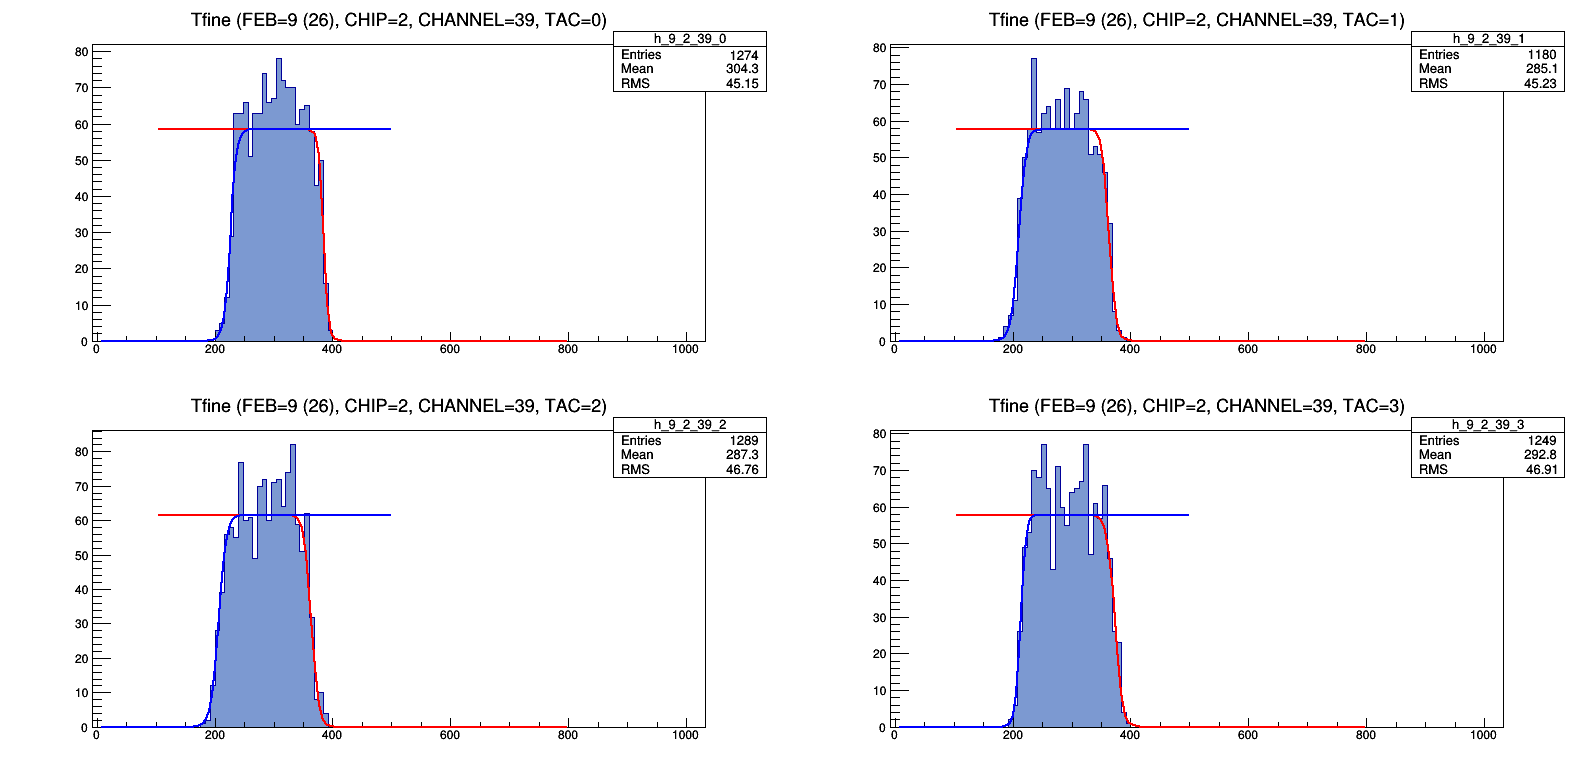 Tfine (FEB=9 (26), CHIP=2, CHANNEL=39, TAC=0)
h_9_2_39_0
Entries 1274
Mean 304.3
RMS 45.15
80
70
60
50
40
30
20
10
0
0 200 400 600 800 1000
Tfine (FEB=9 (26), CHIP=2, CHANNEL=39, TAC=1)
h_9_2_39_1
Entries 1180
Mean 285.1
RMS 45.23
80
70
60
50
40
30
20
10
0
0 200 400 600 800 1000
Tfine (FEB=9 (26), CHIP=2, CHANNEL=39, TAC=2)
h_9_2_39_2
Entries 1289
Mean 287.3
RMS 46.76
80
70
60
50
40
30
20
10
0
0 200 400 600 800 1000
Tfine (FEB=9 (26), CHIP=2, CHANNEL=39, TAC=3)
h_9_2_39_3
Entries 1249
Mean 292.8
RMS 46.91
80
70
60
50
40
30
20
10
0
0 200 400 600 800 1000